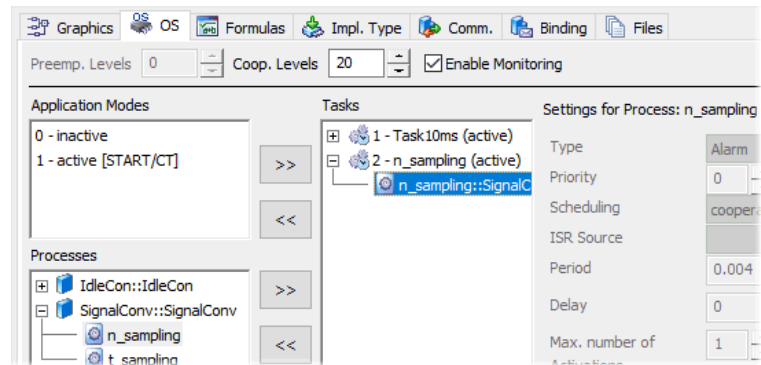 Graphics OS Formulas Impl. Type Comm. Binding Files
Preemp. Levels 0 Coop. Levels 20 Enable Monitoring
Application Modes
0 - inactive
1 - active [START/CT]
>>
<<
Processes
IdleCon::IdleCon
SignalConv::SignalConv
n_sampling
t_sampling
>>
<<
Tasks
1 - Task10ms (active)
2 - n_sampling (active)
n_sampling::SignalC
Settings for Process: n_sampling
Type Alarm
Priority 0
Scheduling coopera
ISR Source
Period 0.004
Delay 0
Max. number of 1
Activations